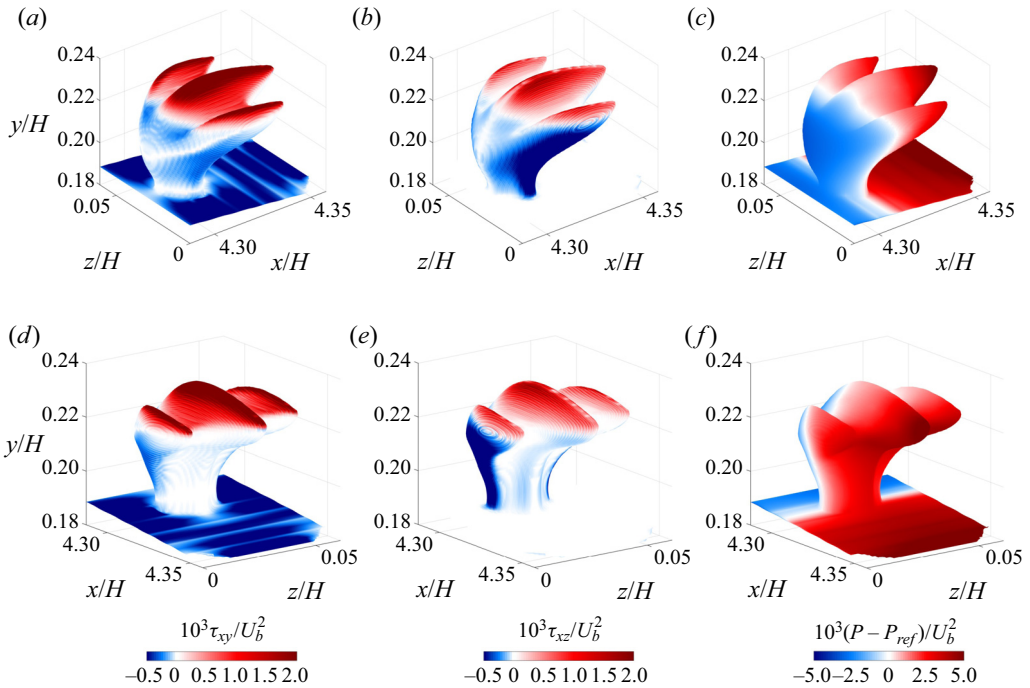 (a) (b) (c)
0.24 0.24 0.24
0.22 0.22 0.22
y/H 0.20 0.20 0.20
0.18 0.18 0.18
0.05 4.35 0.05 4.35 0.05 4.35
z/H 0 4.30 x/H z/H 0 4.30 x/H z/H 0 4.30 x/H
(d) (e) (f)
0.24 0.24 0.24
0.22 0.22 0.22
y/H 0.20 0.20 0.20
0.18 0.18 0.18
4.30 0.05 4.30 0.05 4.30 0.05
x/H 4.35 0 z/H x/H 4.35 0 z/H x/H 4.35 0 z/H
10³τxy/U²b 10³τxz/U²b 10³(P – Pref)/U²b
–0.5 0 0.5 1.0 1.5 2.0 –0.5 0 0.5 1.0 1.5 2.0 –5.0 –2.5 0 2.5 5.0